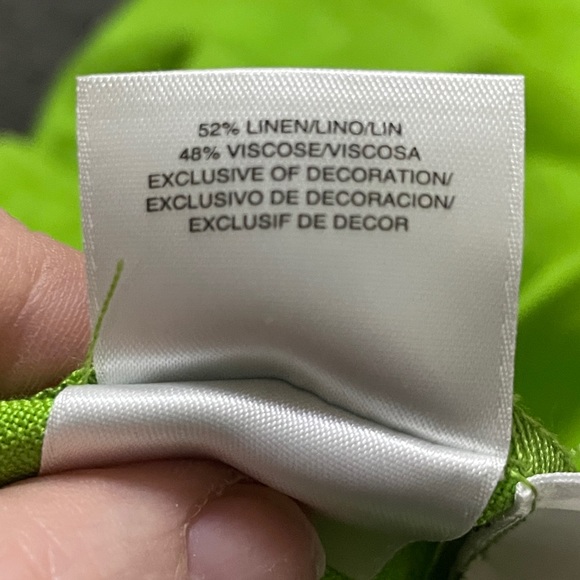 52% LINEN/LINO/LIN
48% VISCOSE/VISCOSA
EXCLUSIVE OF DECORATION/
EXCLUSIVO DE DECORACION/
EXCLUSIF DE DECOR